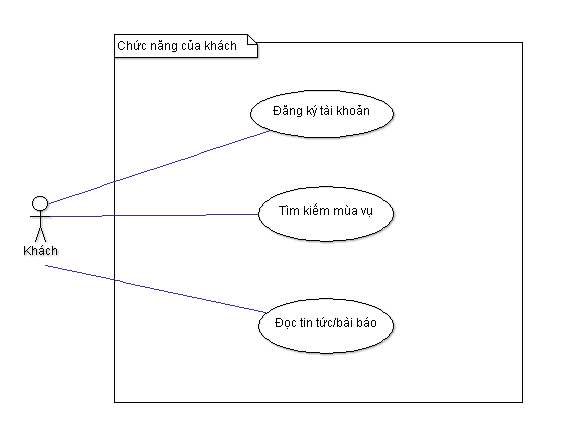 Chức năng của khách
Đăng ký tài khoản
Tìm kiếm mùa vụ
Khách
Đọc tin tức/bài báo